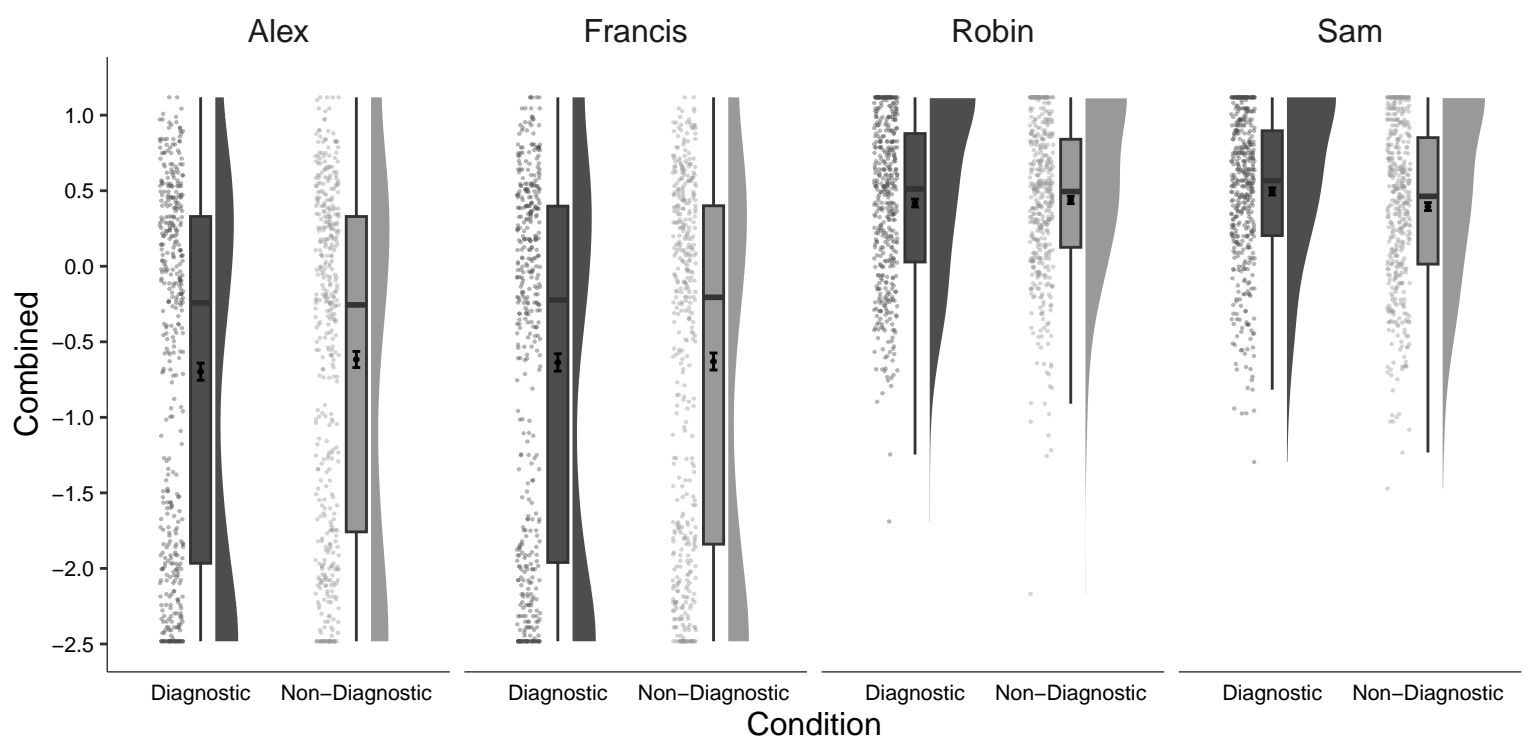 Alex Francis Robin Sam
1.0
0.5
0.0
−0.5
−1.0
−1.5
−2.0
−2.5
Combined
Diagnostic Non−Diagnostic Diagnostic Non−Diagnostic Diagnostic Non−Diagnostic Diagnostic Non−Diagnostic
Condition